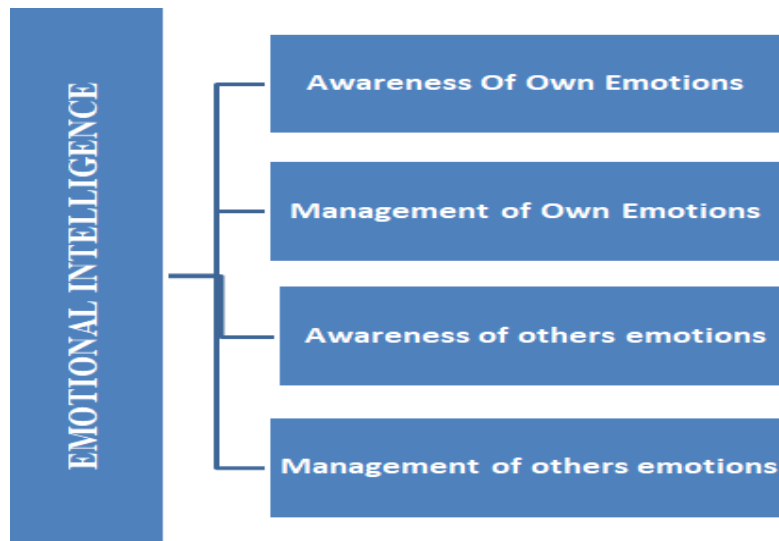 EMOTIONAL INTELLIGENCE
Awareness Of Own Emotions
Management of Own Emotions
Awareness of others emotions
Management of others emotions